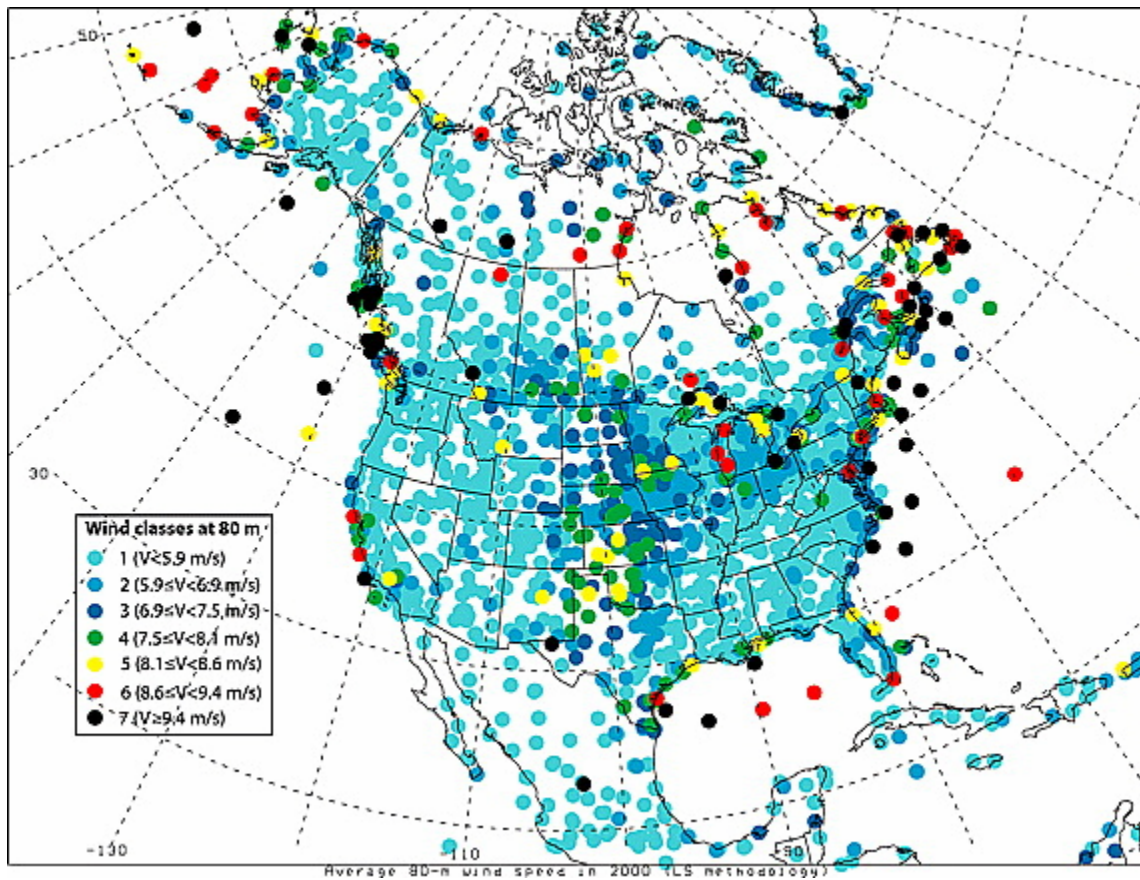 50
30
Wind classes at 80 m
1 (V<5.9 m/s)
2 (5.9≤V<6.9 m/s)
3 (6.9≤V<7.5 m/s)
4 (7.5≤V<8.1 m/s)
5 (8.1≤V<8.6 m/s)
6 (8.6≤V<9.4 m/s)
7 (V≥9.4 m/s)
-130 -110 -90
Average 80-m wind speed in 2000 (LS methodology)